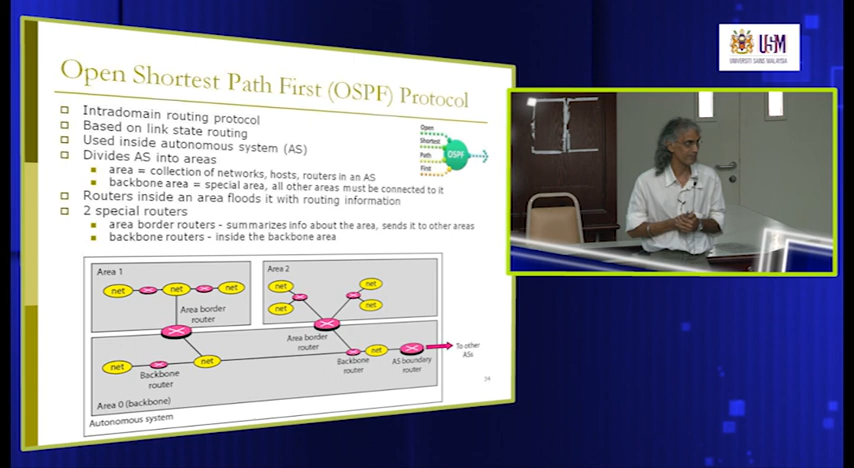 Open Shortest Path First (OSPF) Protocol
Intradomain routing protocol
Based on link state routing
Used inside autonomous system (AS)
Divides AS into areas
area = collection of networks, hosts, routers in an AS
backbone area = special area, all other areas must be connected to it
Routers inside an area floods it with routing information
2 special routers
area border routers - summarizes info about the area, sends it to other areas
backbone routers - inside the backbone area
Open
Shortest
Path
First
OSPF
Area 1
net
net
net
Area border
router
Area 2
net
net
net
net
Area border
router
net
Backbone
router
net
Backbone
router
net
AS boundary
router
To other
ASs
Area 0 (backbone)
Autonomous system
USM
UNIVERSITI SAINS MALAYSIA